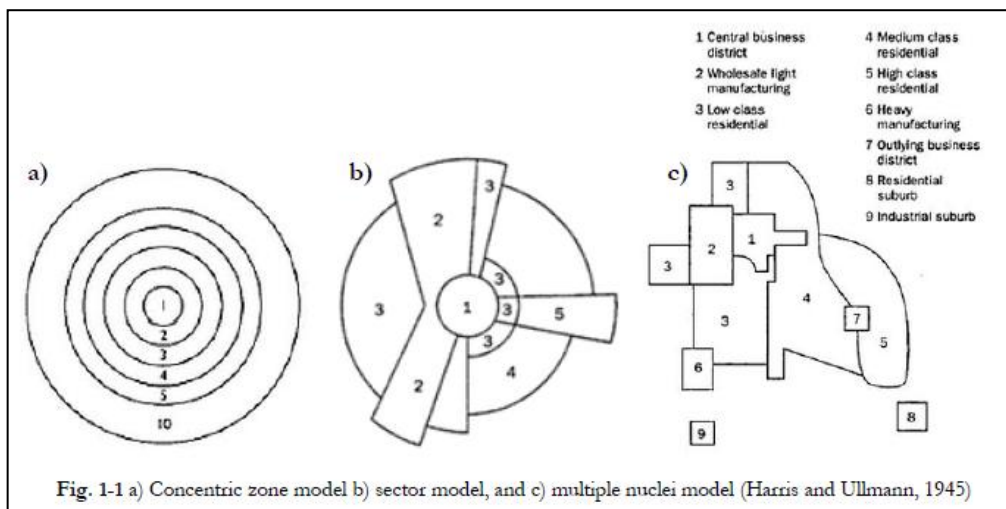 1 Central business
district
2 Wholesale light
manufacturing
3 Low class
residential
4 Medium class
residential
5 High class
residential
6 Heavy
manufacturing
7 Outlying business
district
8 Residential
suburb
9 Industrial suburb
a)
1
2
3
4
5
10
b)
2
3
3
3
1
3
5
3
4
2
c)
3
1
2
3
4
3
7
5
6
8
9
Fig. 1-1 a) Concentric zone model b) sector model, and c) multiple nuclei model (Harris and Ullmann, 1945)